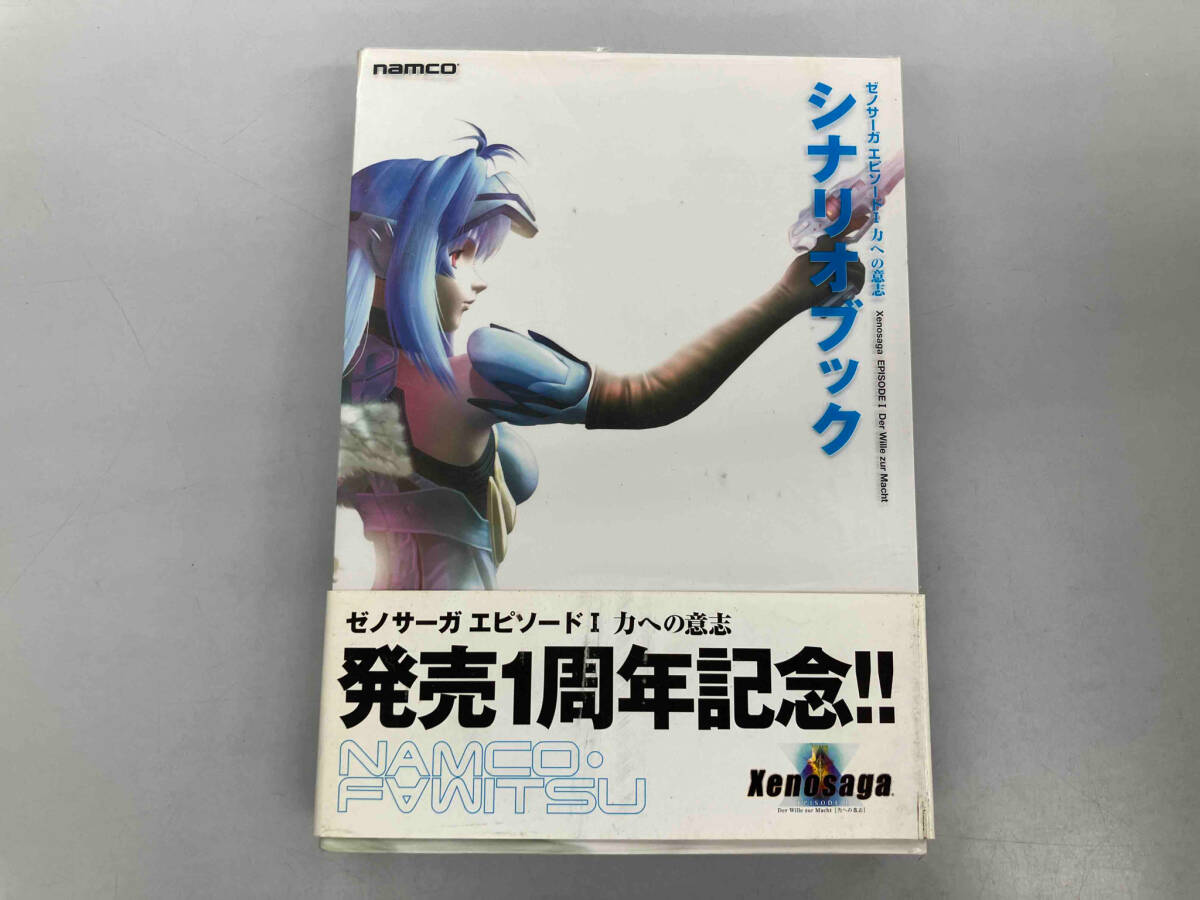 namco
ゼノサーガ エピソードⅠ 力への意志
シナリオブック
Xenosaga EPISODE I Der Wille zur Macht
ゼノサーガ エピソードⅠ 力への意志
発売1周年記念!!
NAMCO・
FAMITSU
Xenosaga
EPISODE I
Der Wille zur Macht [力への意志]